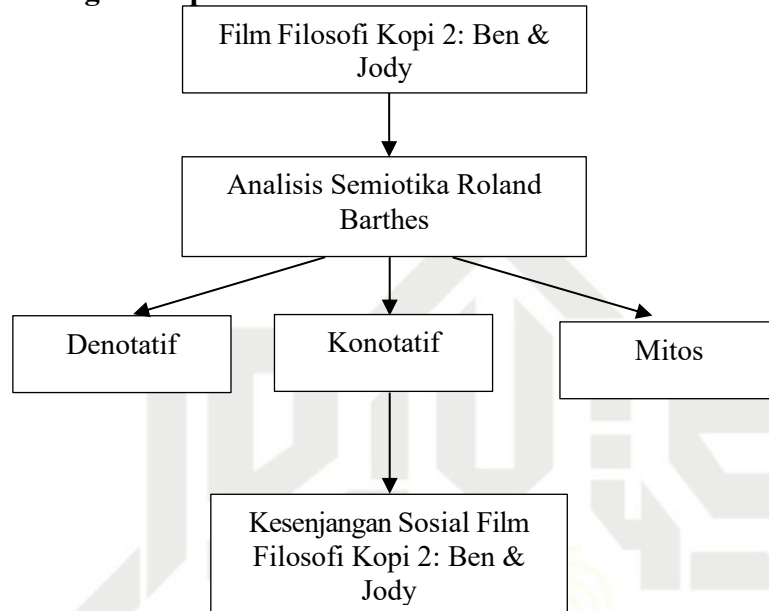 Film Filosofi Kopi 2: Ben &
Jody
Analisis Semiotika Roland
Barthes
Denotatif
Konotatif
Mitos
Kesenjangan Sosial Film
Filosofi Kopi 2: Ben &
Jody